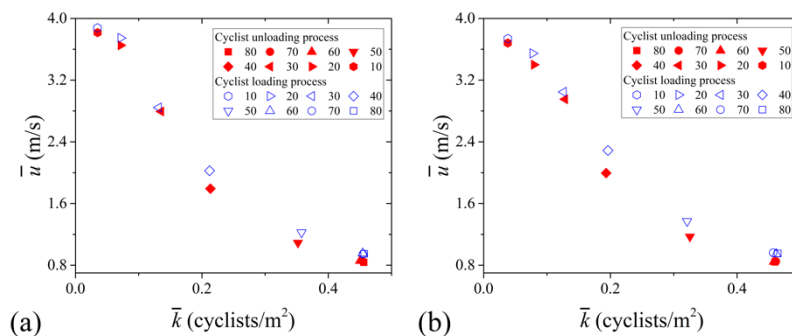 4.0
3.2
2.4
1.6
0.8
u̅ (m/s)
Cyclist unloading process
80 70 60 50
40 30 20 10
Cyclist loading process
10 20 30 40
50 60 70 80
0.0 0.2 0.4
k̅ (cyclists/m²)
(a)
4.0
3.2
2.4
1.6
0.8
u̅ (m/s)
Cyclist unloading process
80 70 60 50
40 30 20 10
Cyclist loading process
10 20 30 40
50 60 70 80
0.0 0.2 0.4
k̅ (cyclists/m²)
(b)